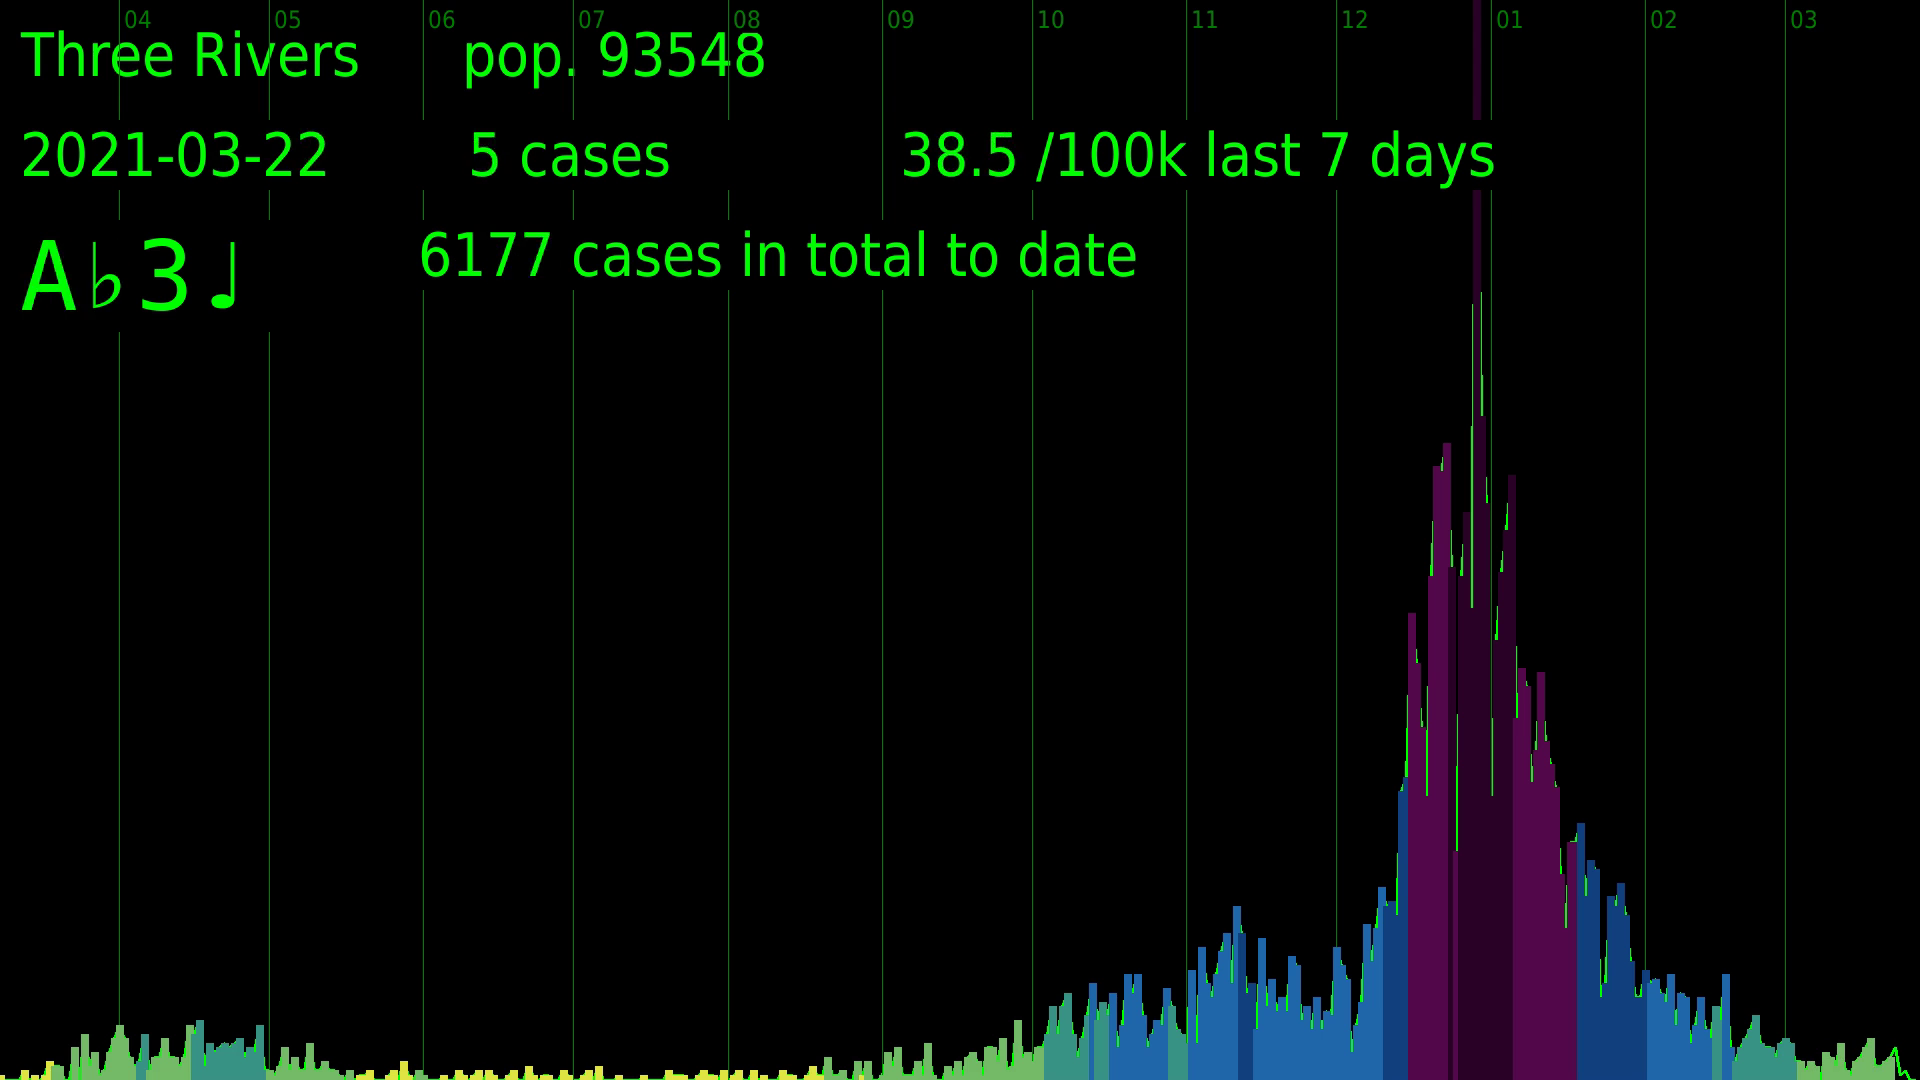 04 05 06 07 08 09 10 11 12 01 02 03
Three Rivers pop. 93548
2021-03-22 5 cases 38.5 /100k last 7 days
A♭3♩ 6177 cases in total to date